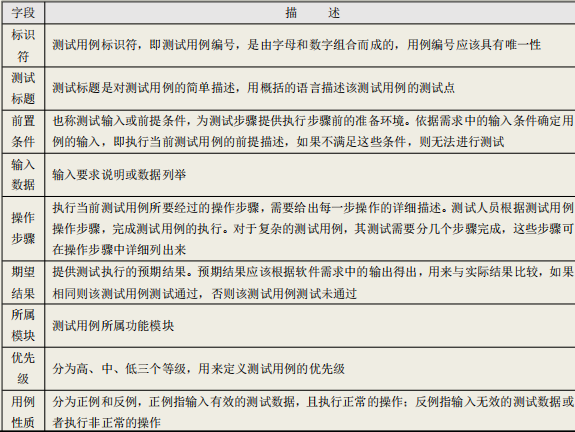 字段 描 述
标识符 测试用例标识符，即测试用例编号，是由字母和数字组合而成的，用例编号应该具有唯一性
测试标题 测试标题是对测试用例的简单描述，用概括的语言描述该测试用例的测试点
前置条件 也称测试输入或前提条件，为测试步骤提供执行步骤前的准备环境。依据需求中的输入条件确定用
例的输入，即执行当前测试用例的前提描述，如果不满足这些条件，则无法进行测试
输入数据 输入要求说明或数据列举
操作步骤 执行当前测试用例所要经过的操作步骤，需要给出每一步操作的详细描述。测试人员根据测试用例
操作步骤，完成测试用例的执行。对于复杂的测试用例，其测试需要分几个步骤完成，这些步骤可
在操作步骤中详细列出来
期望结果 提供测试执行的预期结果。预期结果应该根据软件需求中的输出得出，用来与实际结果比较，如果
相同则该测试用例测试通过，否则该测试用例测试未通过
所属模块 测试用例所属功能模块
优先级 分为高、中、低三个等级，用来定义测试用例的优先级
用例性质 分为正例和反例，正例指输入有效的测试数据，且执行正常的操作；反例指输入无效的测试数据或
者执行非正常的操作